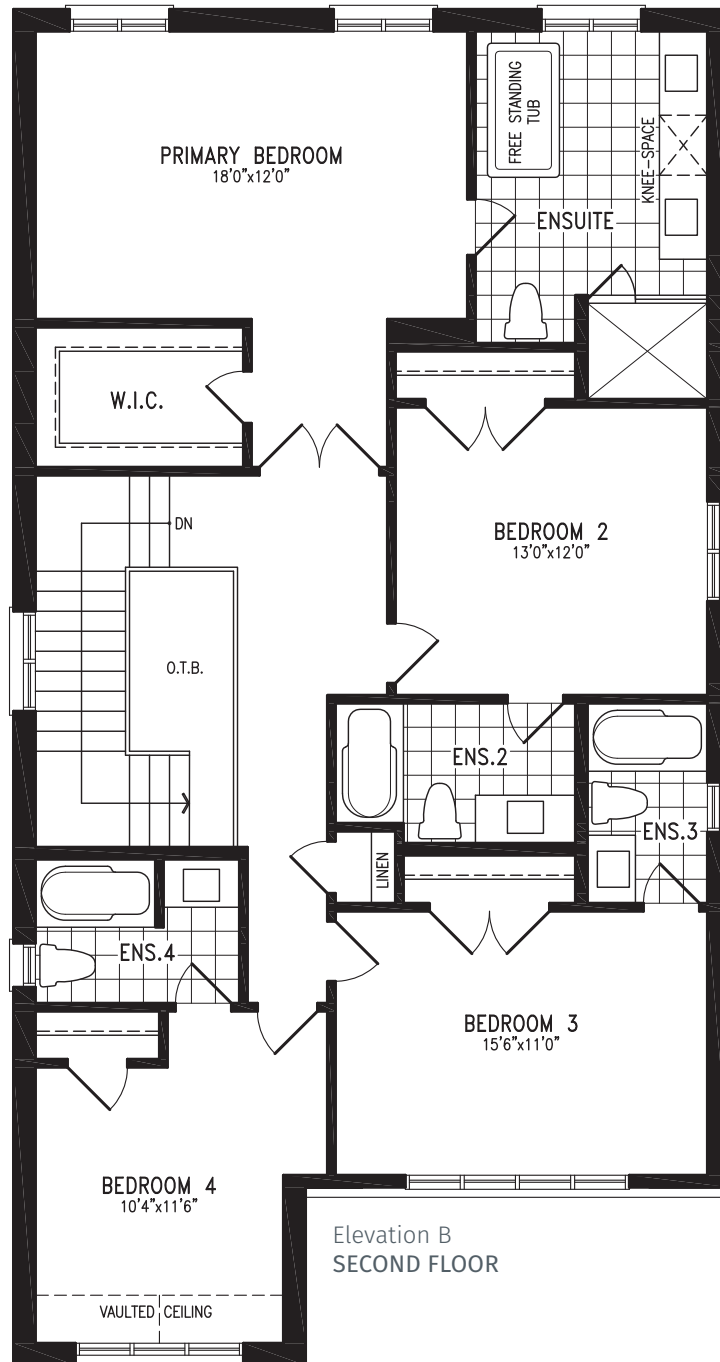 FREE STANDING
TUB
KNEE-SPACE
PRIMARY BEDROOM
18'0"x12'0"
ENSUITE
W.I.C.
DN
BEDROOM 2
13'0"x12'0"
O.T.B.
ENS.2
ENS.3
LINEN
ENS.4
BEDROOM 3
15'6"x11'0"
BEDROOM 4
10'4"x11'6"
Elevation B
SECOND FLOOR
VAULTED CEILING